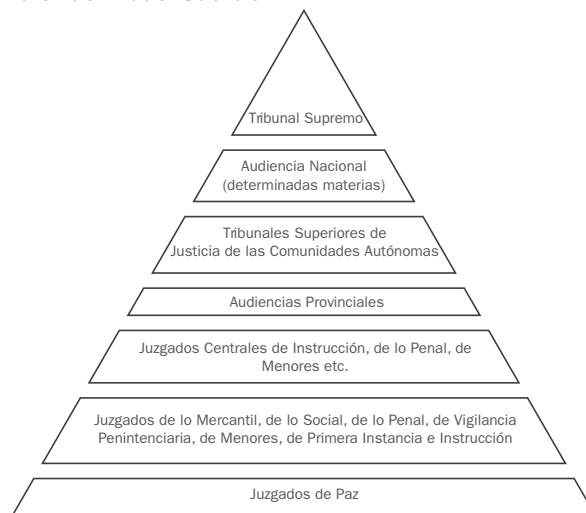 Tribunal Supremo
Audiencia Nacional
(determinadas materias)
Tribunales Superiores de
Justicia de las Comunidades Autónomas
Audiencias Provinciales
Juzgados Centrales de Instrucción, de lo Penal, de
Menores etc.
Juzgados de lo Mercantil, de lo Social, de lo Penal, de Vigilancia
Penintenciaria, de Menores, de Primera Instancia e Instrucción
Juzgados de Paz